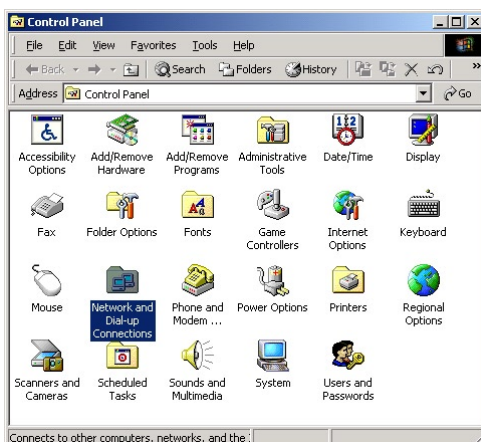 Control Panel
File Edit View Favorites Tools Help
Back Search Folders History
Address Control Panel Go
Accessibility Options
Add/Remove Hardware
Add/Remove Programs
Administrative Tools
Date/Time
Display
Fax
Folder Options
Fonts
Game Controllers
Internet Options
Keyboard
Mouse
Network and Dial-up Connections
Phone and Modem ...
Power Options
Printers
Regional Options
Scanners and Cameras
Scheduled Tasks
Sounds and Multimedia
System
Users and Passwords
Connects to other computers, networks, and the